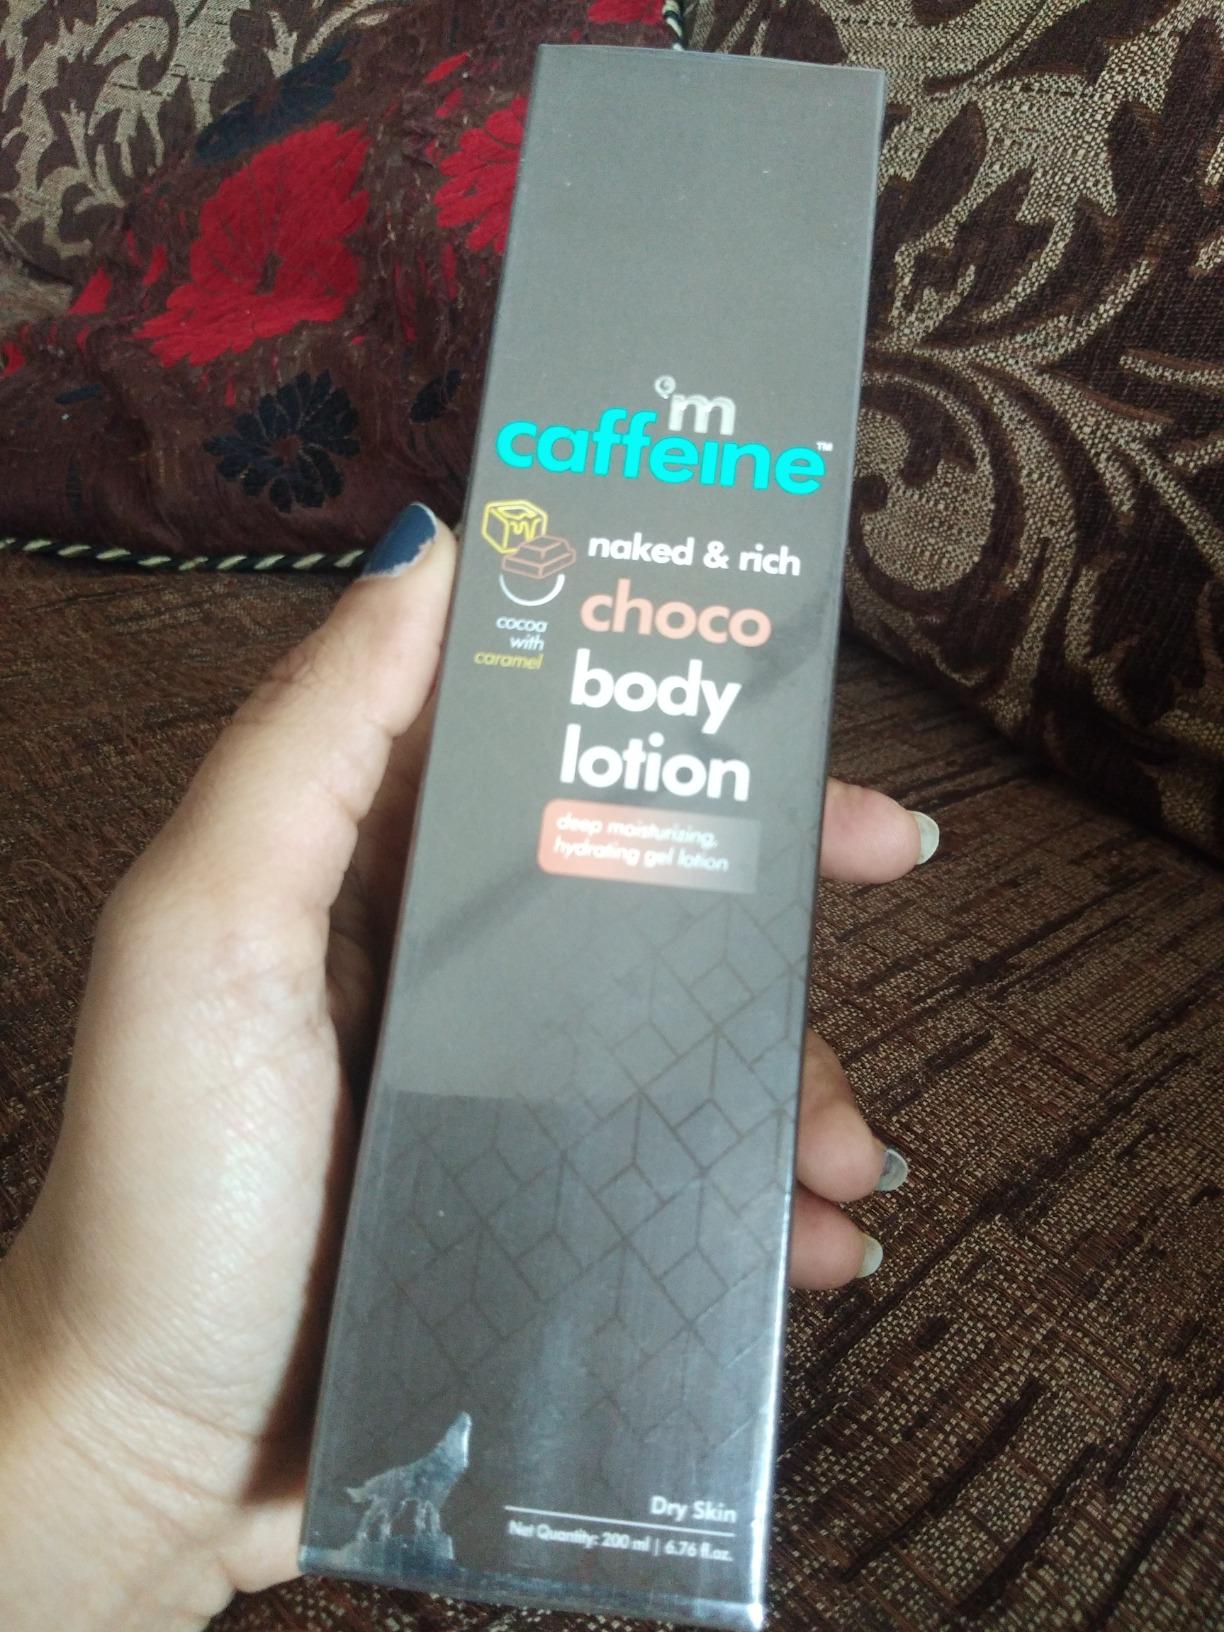 'm
caffeine™
naked & rich
choco
body
lotion
cocoa
with
caramel
deep moisturizing,
hydrating gel lotion
Dry Skin
Net Quantity: 200 ml | 6.76 fl.oz.